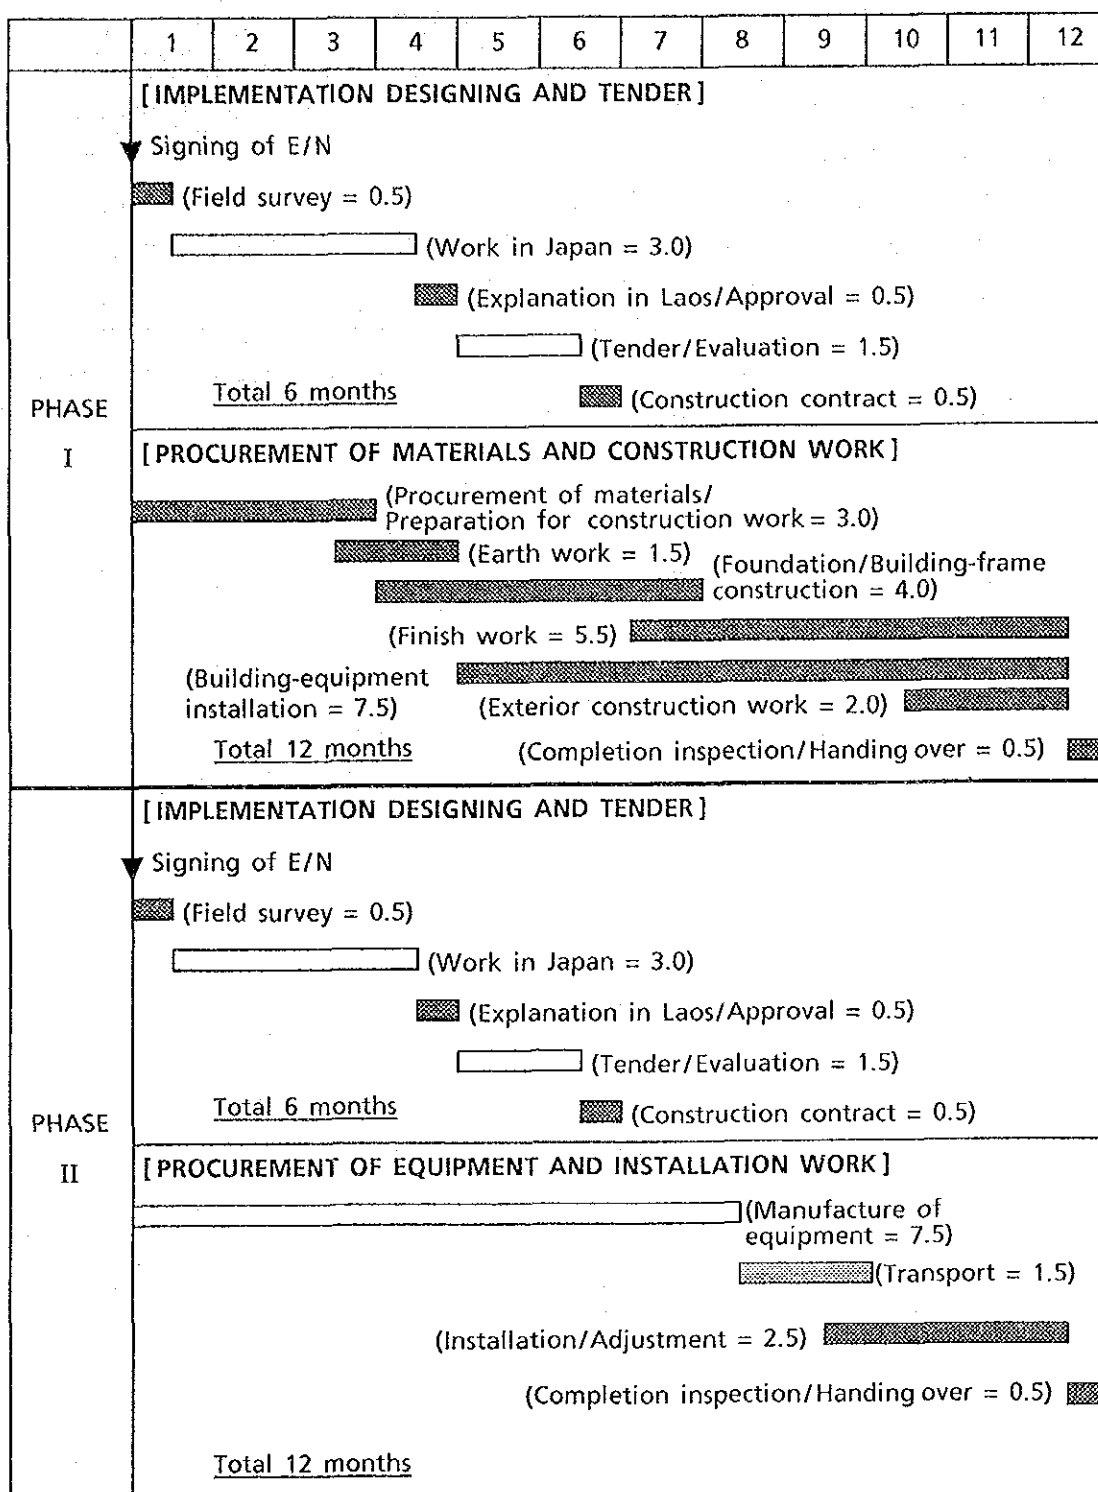 1 2 3 4 5 6 7 8 9 10 11 12
[IMPLEMENTATION DESIGNING AND TENDER]
Signing of E/N
(Field survey = 0.5)
(Work in Japan = 3.0)
(Explanation in Laos/Approval = 0.5)
(Tender/Evaluation = 1.5)
Total 6 months
(Construction contract = 0.5)
PHASE
I
[PROCUREMENT OF MATERIALS AND CONSTRUCTION WORK]
(Procurement of materials/
Preparation for construction work = 3.0)
(Earth work = 1.5)
(Foundation/Building-frame
construction = 4.0)
(Finish work = 5.5)
(Building-equipment
installation = 7.5)
(Exterior construction work = 2.0)
Total 12 months
(Completion inspection/Handing over = 0.5)
[IMPLEMENTATION DESIGNING AND TENDER]
Signing of E/N
(Field survey = 0.5)
(Work in Japan = 3.0)
(Explanation in Laos/Approval = 0.5)
(Tender/Evaluation = 1.5)
Total 6 months
(Construction contract = 0.5)
PHASE
II
[PROCUREMENT OF EQUIPMENT AND INSTALLATION WORK]
(Manufacture of
equipment = 7.5)
(Transport = 1.5)
(Installation/Adjustment = 2.5)
(Completion inspection/Handing over = 0.5)
Total 12 months